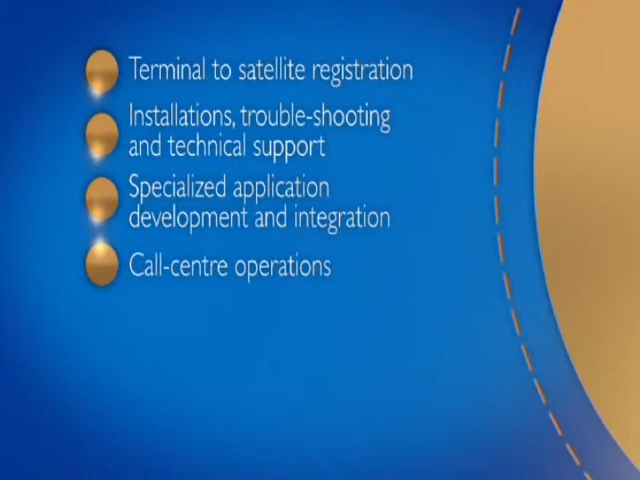 Terminal to satellite registration
Installations, trouble-shooting
and technical support
Specialized application
development and integration
Call-centre operations